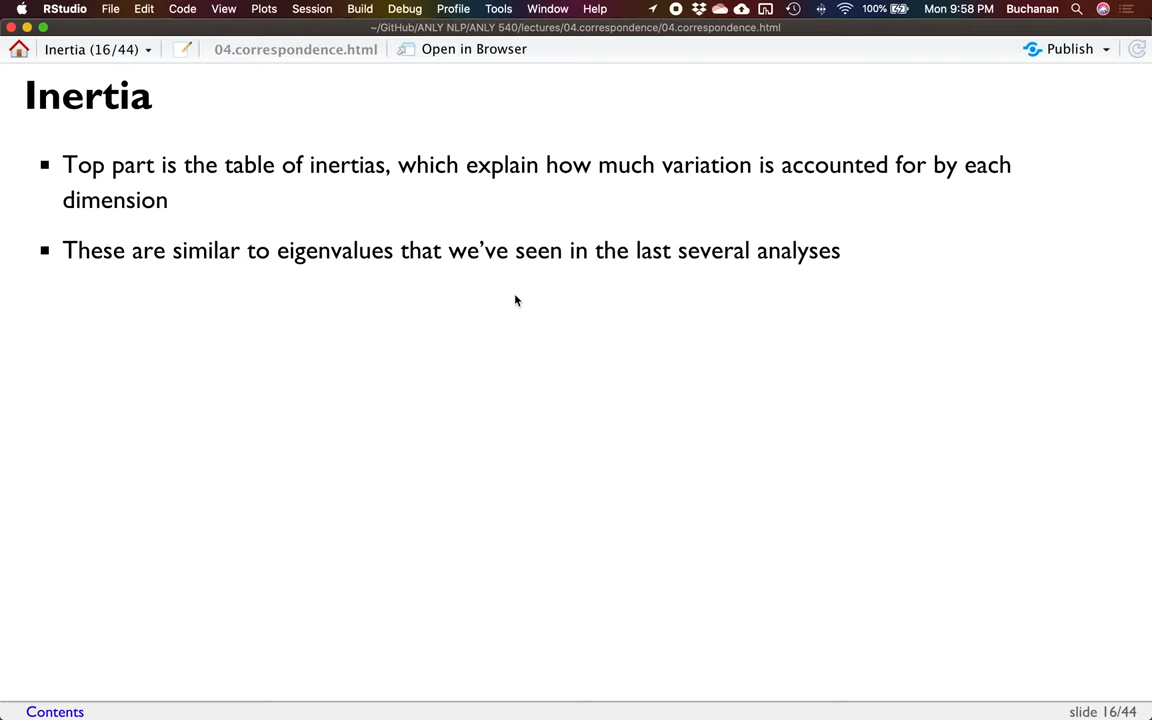 RStudio File Edit Code View Plots Session Build Debug Profile Tools Window Help 100% Mon 9:58 PM Buchanan
~/GitHub/ANLY NLP/ANLY 540/lectures/04.correspondence/04.correspondence.html
Inertia (16/44) 04.correspondence.html Open in Browser Publish
Inertia
Top part is the table of inertias, which explain how much variation is accounted for by each
dimension
These are similar to eigenvalues that we’ve seen in the last several analyses
Contents slide 16/44